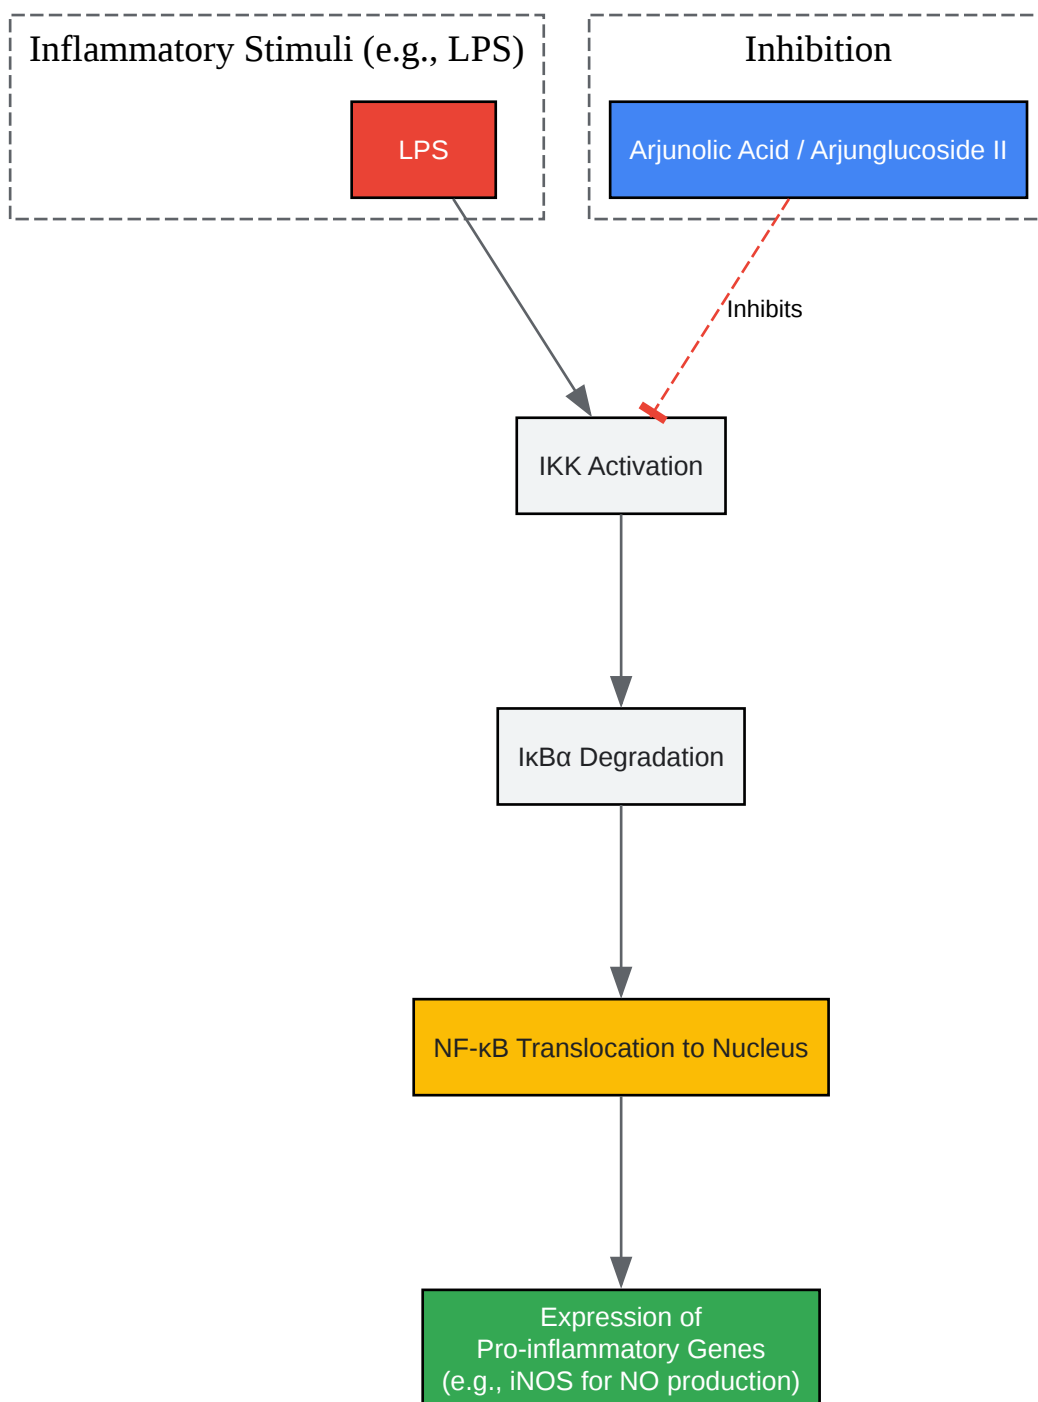 Inflammatory Stimuli (e.g., LPS)
Inhibition
LPS
Arjunolic Acid / Arjunglucoside II
Inhibits
IKK Activation
IκBα Degradation
NF-κB Translocation to Nucleus
Expression of
Pro-inflammatory Genes
(e.g., iNOS for NO production)